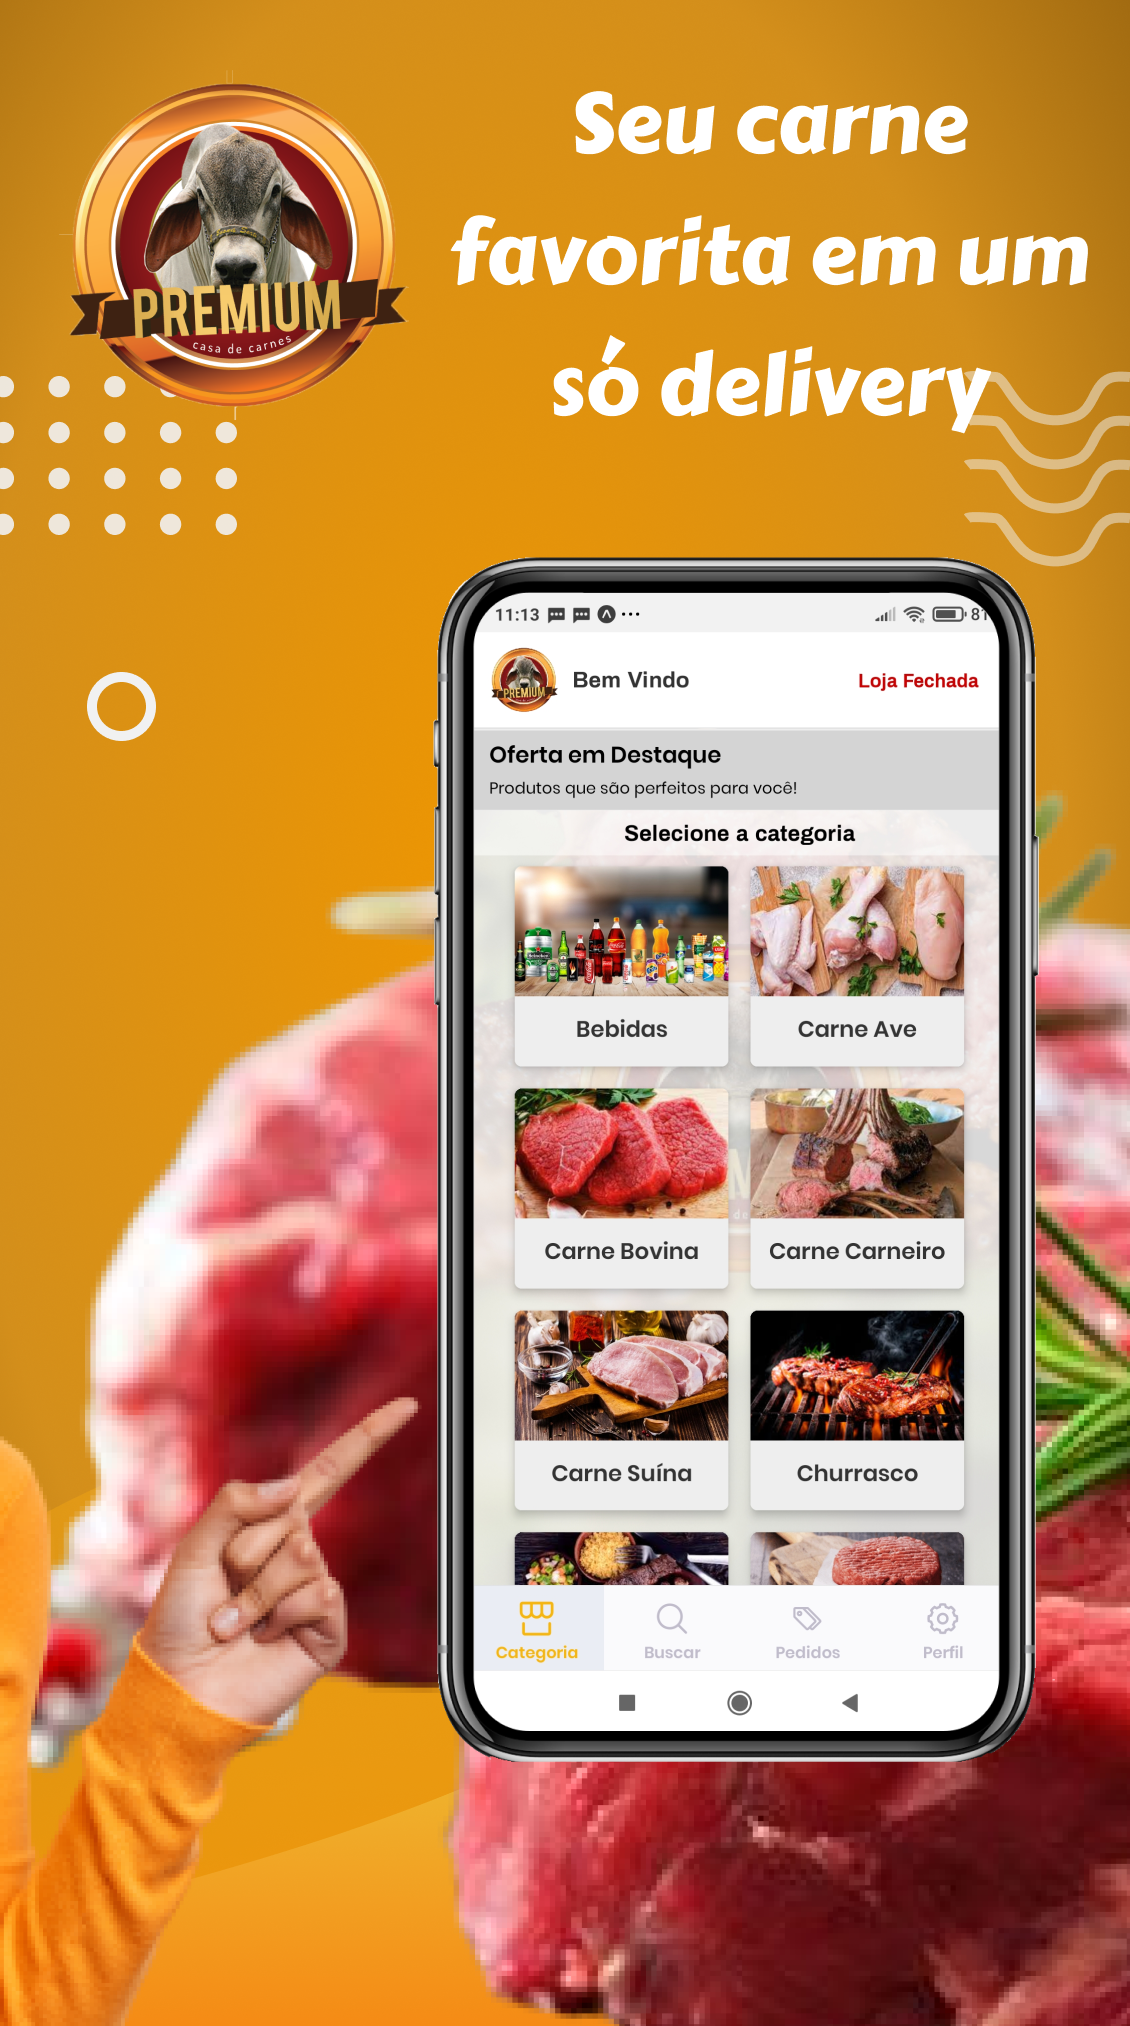 Seu carne
favorita em um
só delivery
PREMIUM
casa de carnes
11:13
81
PREMIUM
Bem Vindo
Loja Fechada
Oferta em Destaque
Produtos que são perfeitos para você!
Selecione a categoria
Bebidas
Carne Ave
Carne Bovina
Carne Carneiro
Carne Suína
Churrasco
Categoria
Buscar
Pedidos
Perfil